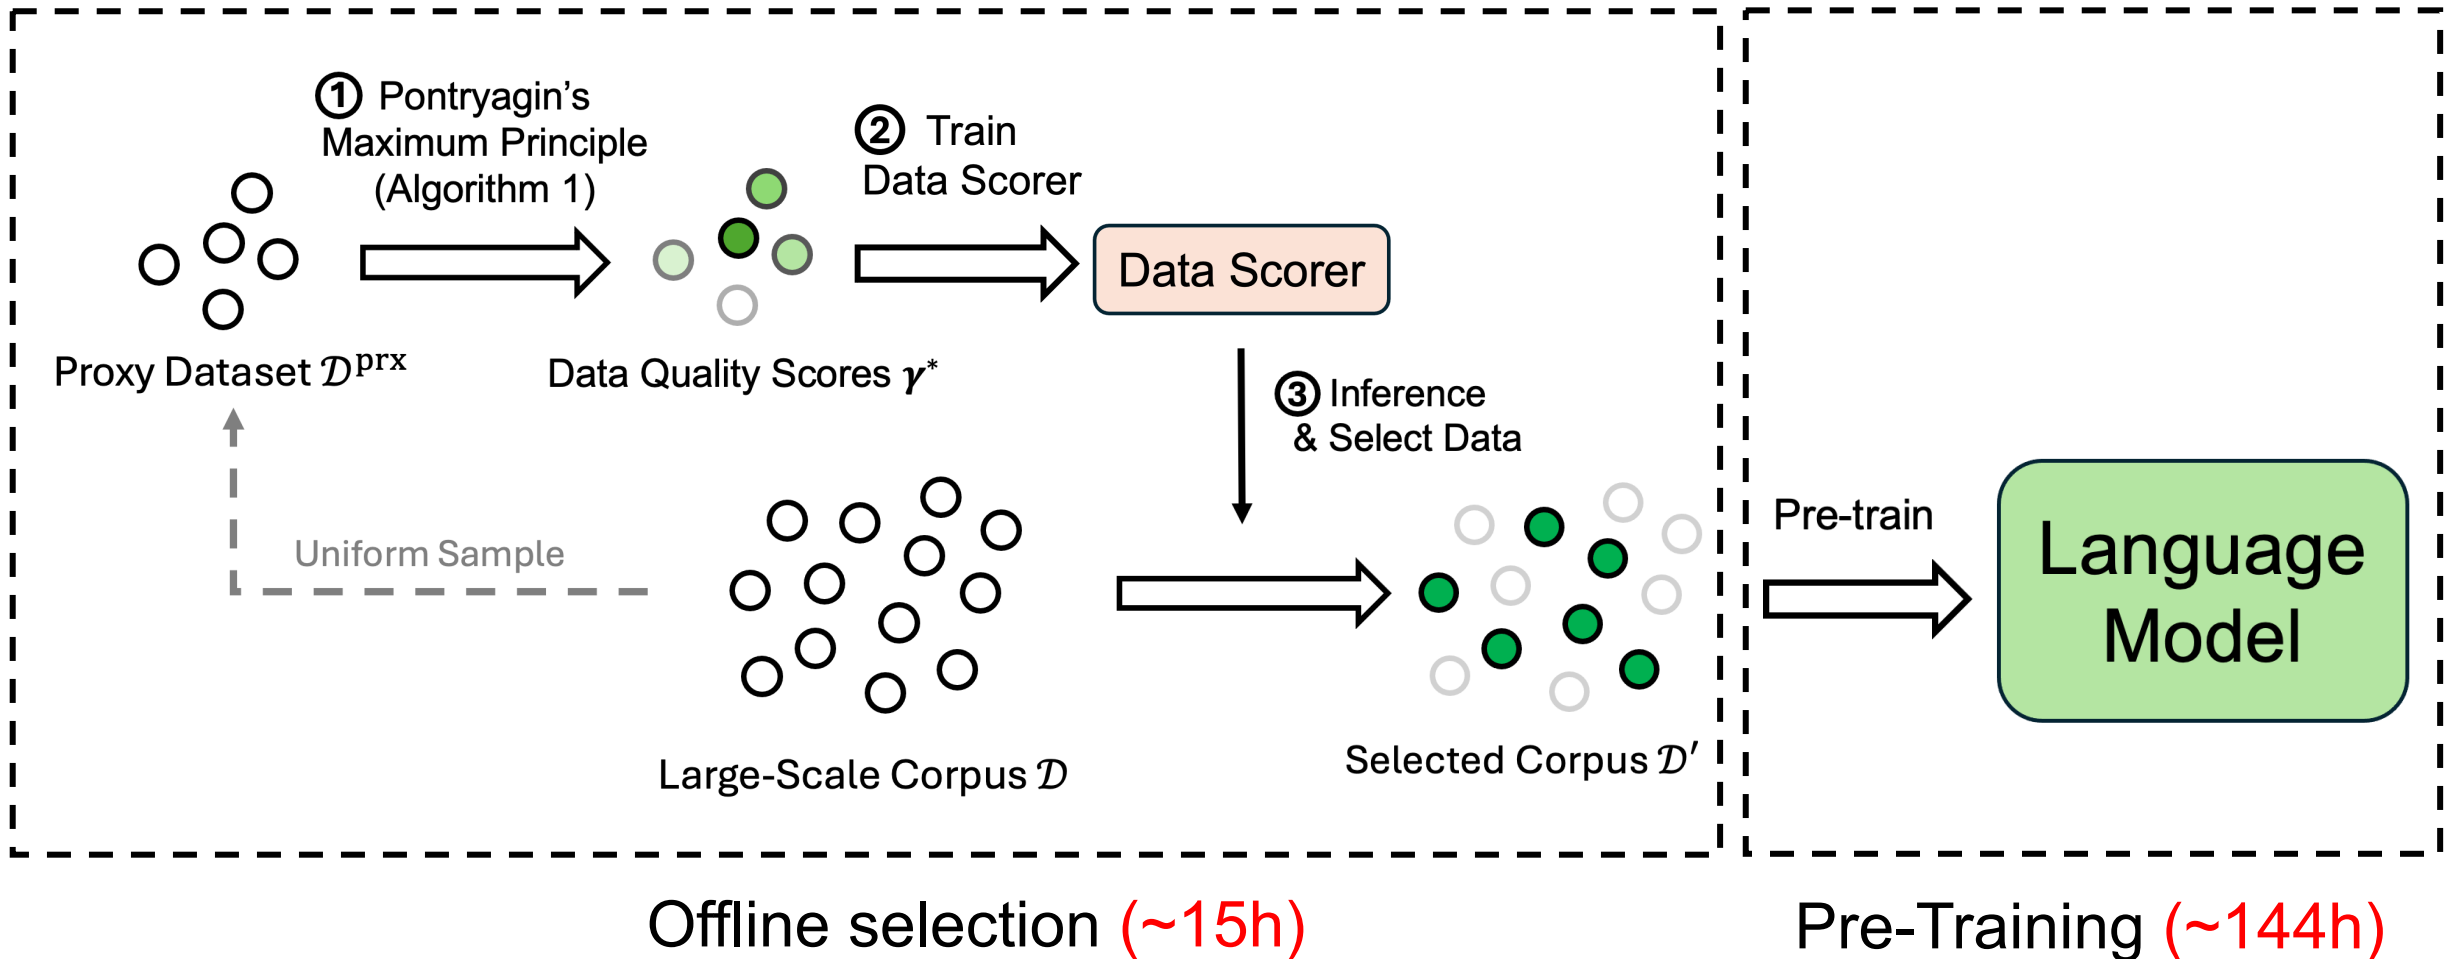 ① Pontryagin's
Maximum Principle
(Algorithm 1)
② Train
Data Scorer
Data Scorer
Proxy Dataset 𝒟ᵖʳˣ
Data Quality Scores γ*
③ Inference
& Select Data
Uniform Sample
Large-Scale Corpus 𝒟
Selected Corpus 𝒟′
Pre-train
Language
Model
Offline selection (~15h)
Pre-Training (~144h)